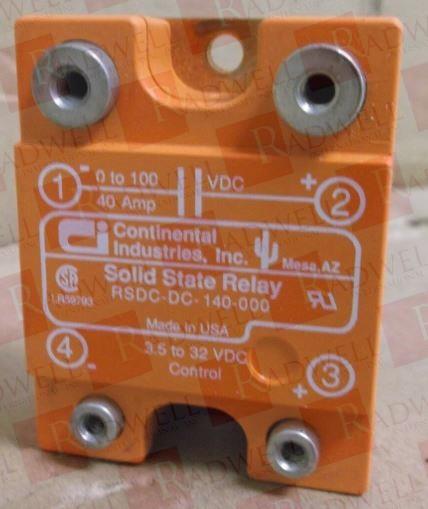 1 - 0 to 100 VDC + 2
40 Amp
Continental
Industries, Inc. Mesa, AZ
Solid State Relay
LR59793 RSDC-DC-140-000
Made in USA
4 - 3.5 to 32 VDC + 3
Control
RADWELL